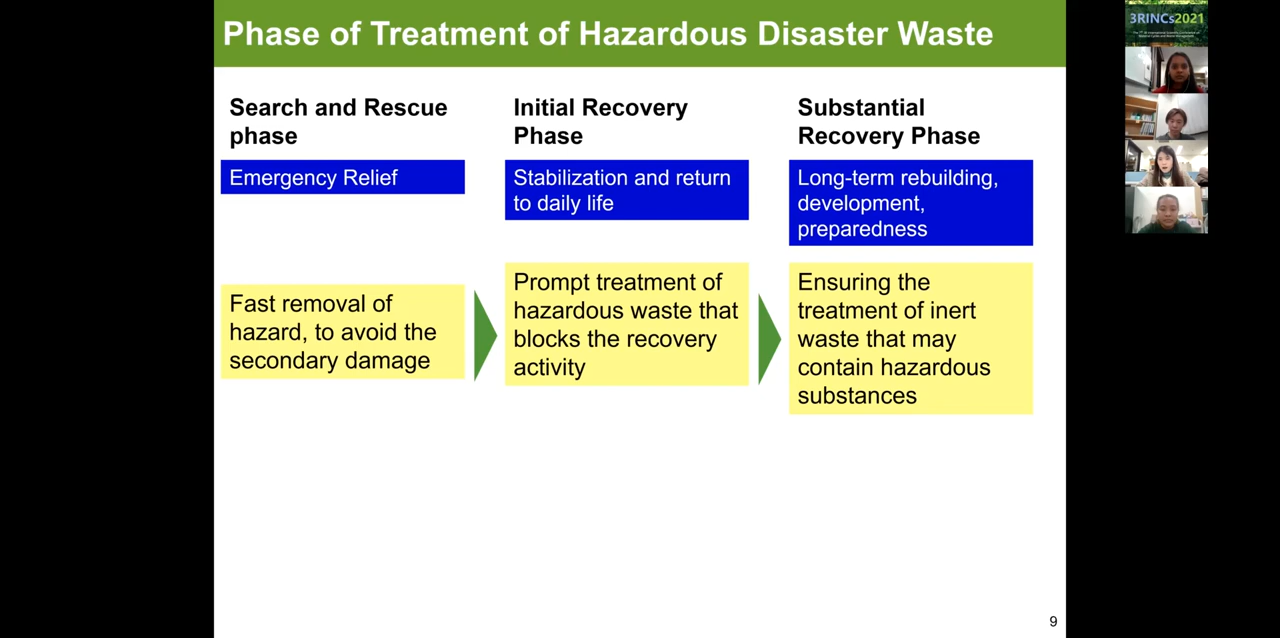 Phase of Treatment of Hazardous Disaster Waste
Search and Rescue
phase
Emergency Relief
Fast removal of
hazard, to avoid the
secondary damage
Initial Recovery
Phase
Stabilization and return
to daily life
Prompt treatment of
hazardous waste that
blocks the recovery
activity
Substantial
Recovery Phase
Long-term rebuilding,
development,
preparedness
Ensuring the
treatment of inert
waste that may
contain hazardous
substances
9
3RINCs2021